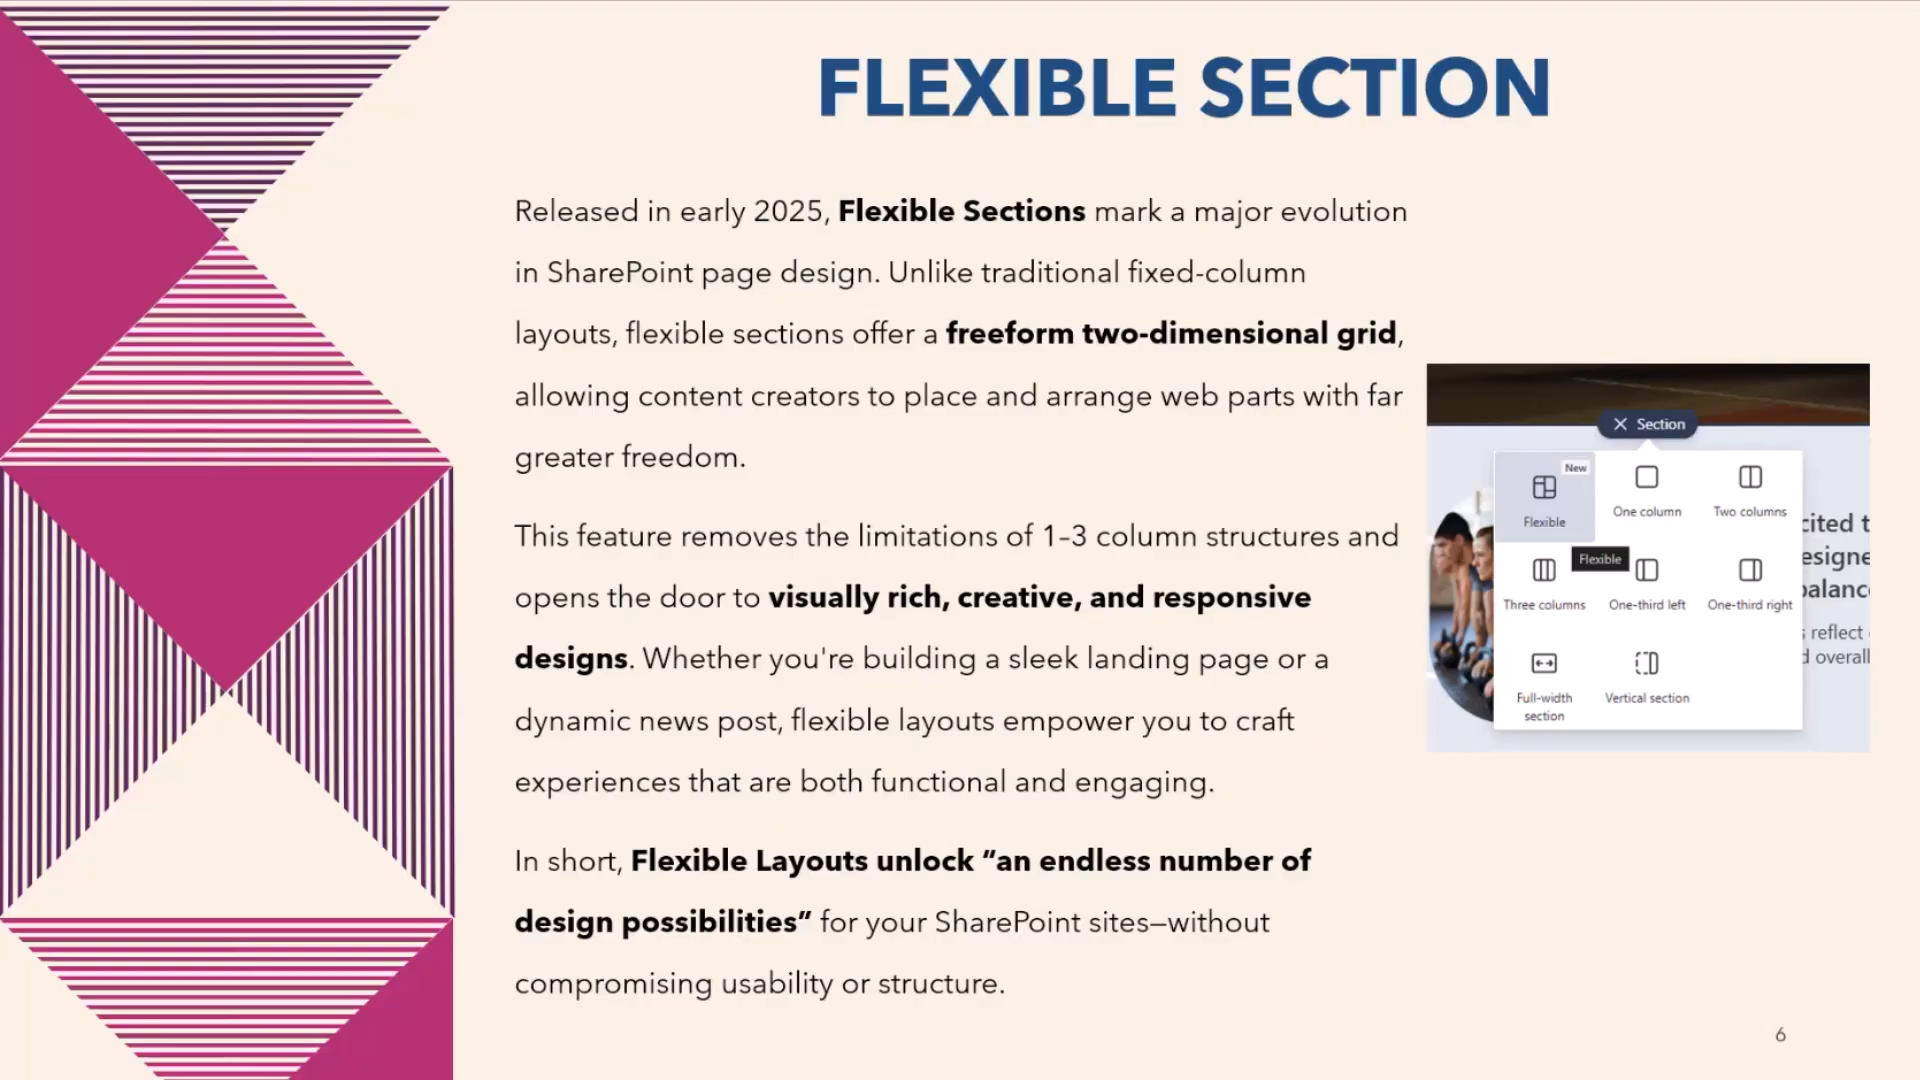 FLEXIBLE SECTION
Released in early 2025, Flexible Sections mark a major evolution
in SharePoint page design. Unlike traditional fixed-column
layouts, flexible sections offer a freeform two-dimensional grid,
allowing content creators to place and arrange web parts with far
greater freedom.
This feature removes the limitations of 1–3 column structures and
opens the door to visually rich, creative, and responsive
designs. Whether you're building a sleek landing page or a
dynamic news post, flexible layouts empower you to craft
experiences that are both functional and engaging.
In short, Flexible Layouts unlock “an endless number of
design possibilities” for your SharePoint sites—without
compromising usability or structure.
Section
New
Flexible
One column
Two columns
Flexible
Three columns
One-third left
One-third right
Full-width
section
Vertical section
cited t
esigne
balanc
s reflect
d overall
6